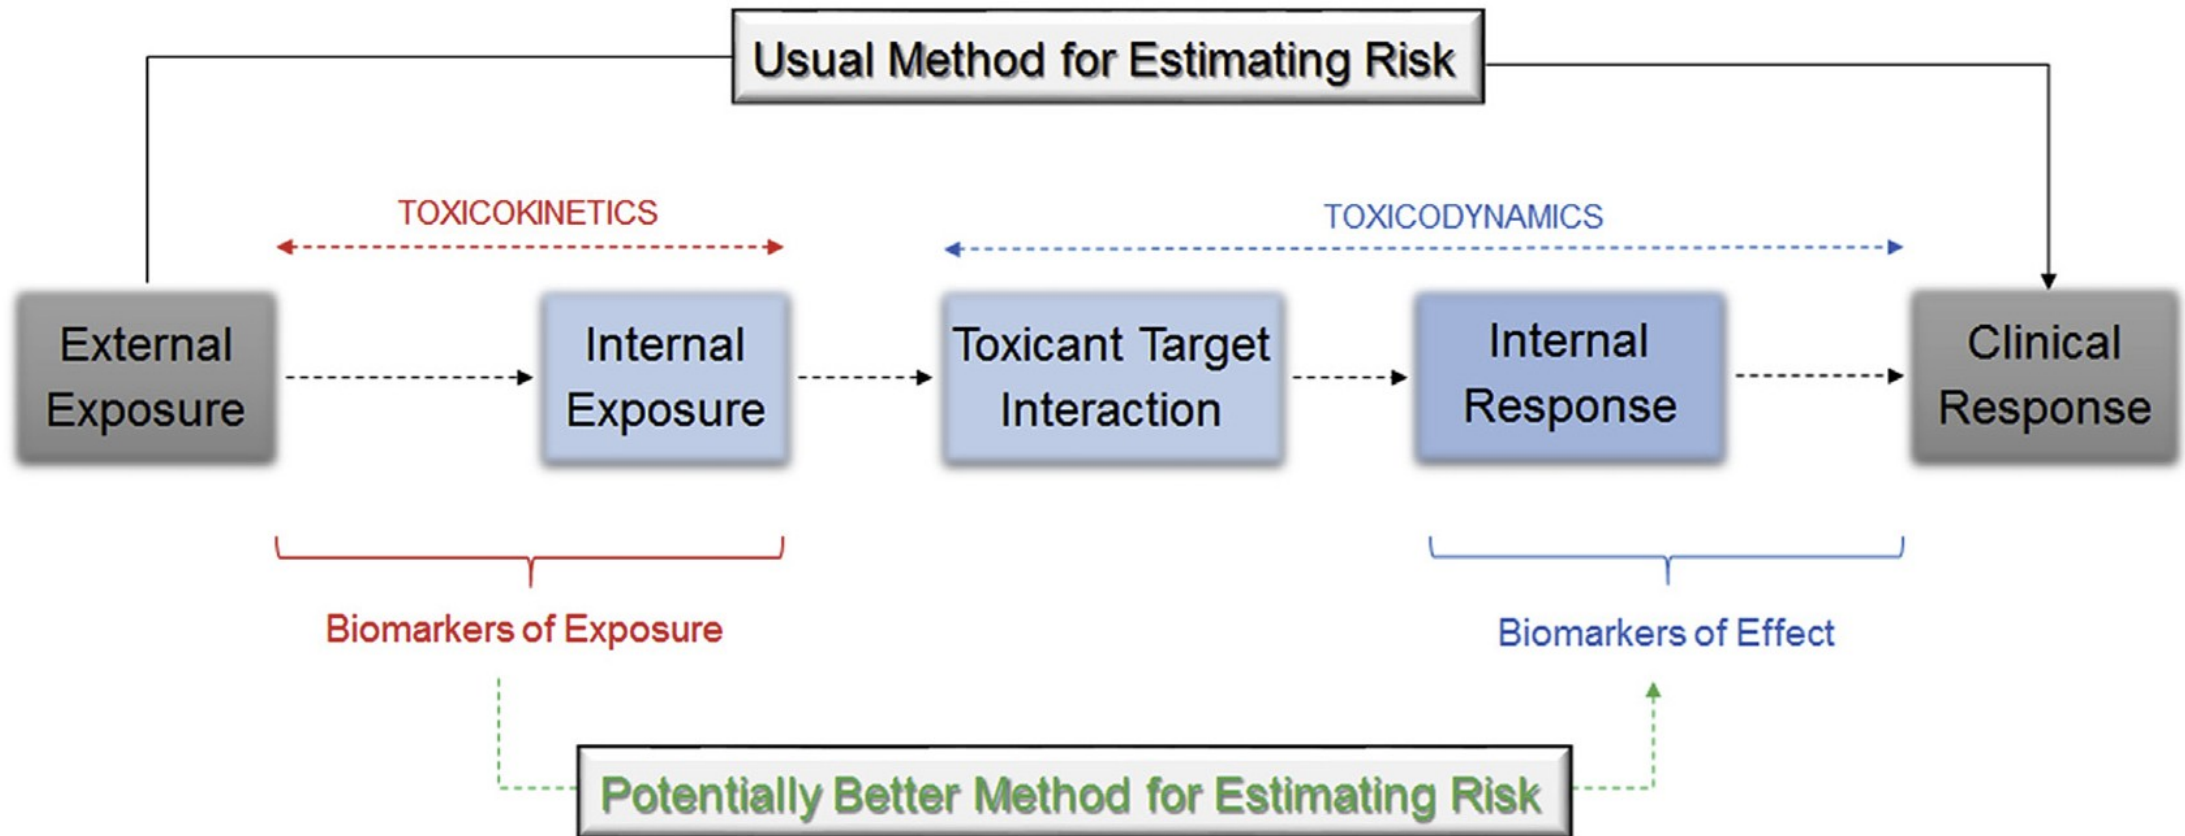 Usual Method for Estimating Risk
TOXICOKINETICS
TOXICODYNAMICS
External
Exposure
Internal
Exposure
Toxicant Target
Interaction
Internal
Response
Clinical
Response
Biomarkers of Exposure
Biomarkers of Effect
Potentially Better Method for Estimating Risk